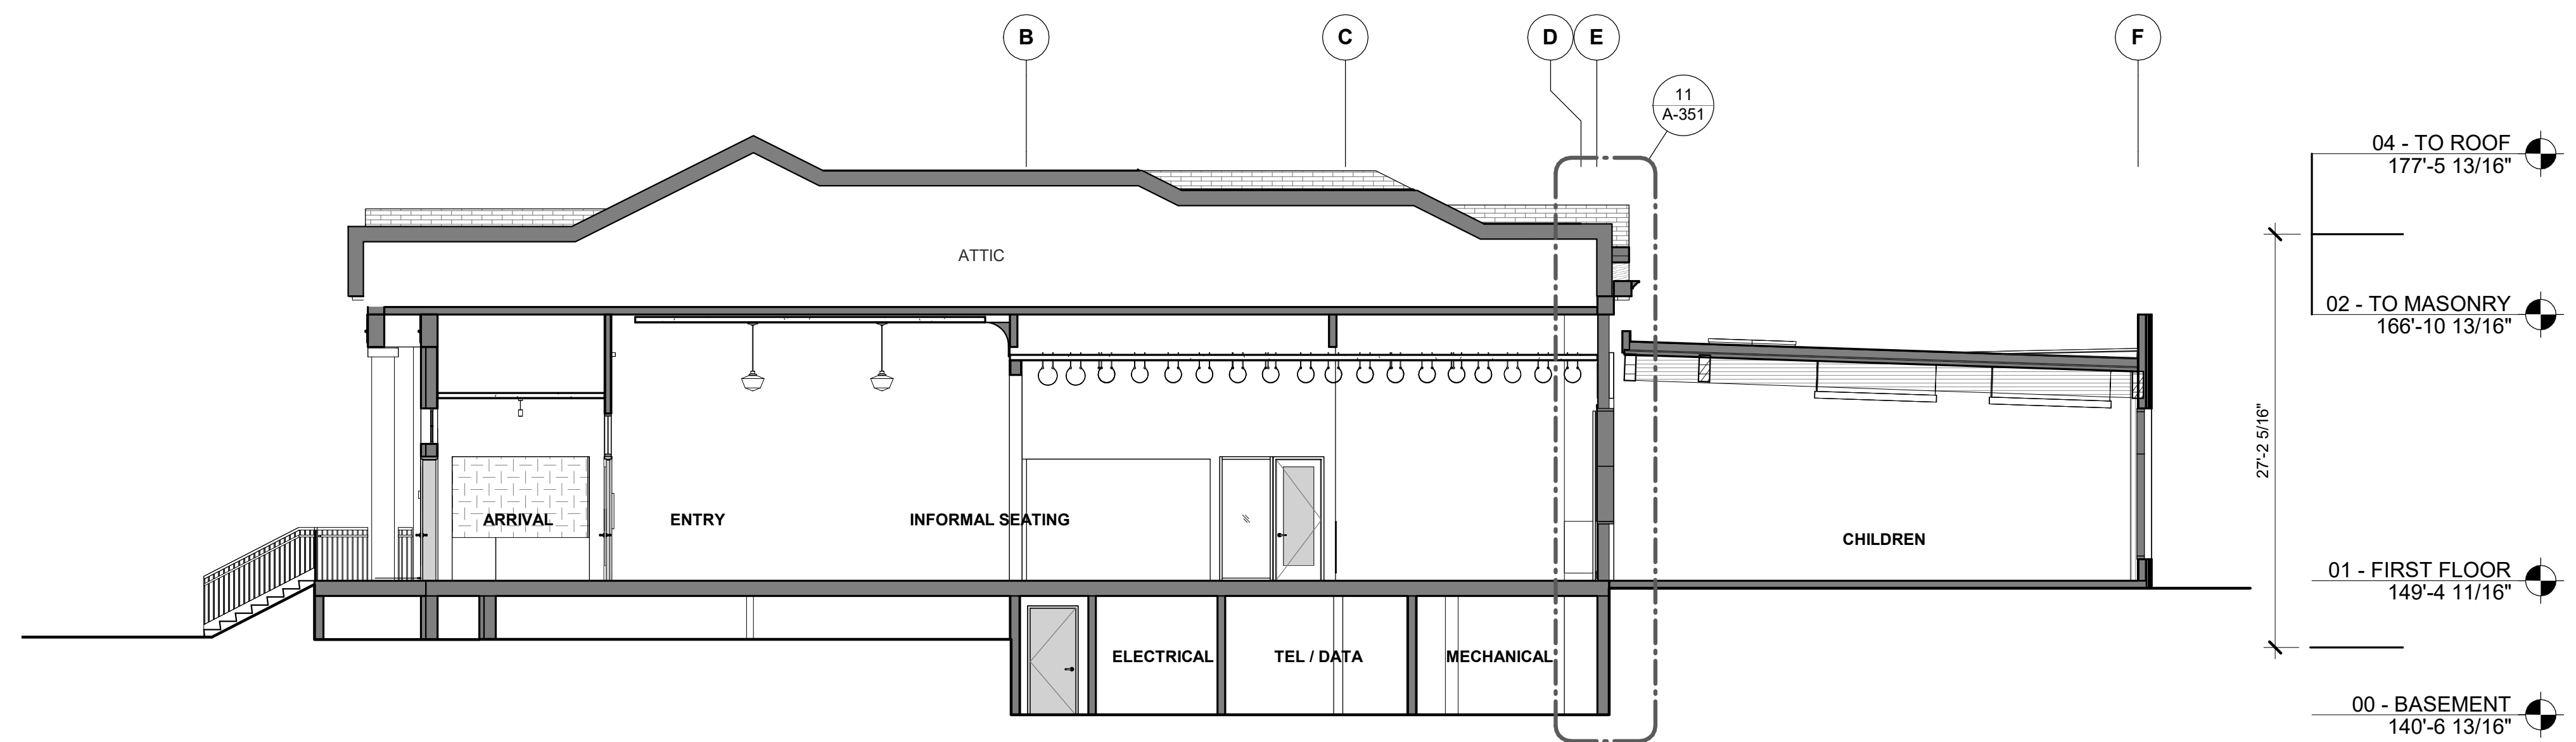 B
C
D
E
F
11
A-351
04 - TO ROOF
177'-5 13/16"
ATTIC
02 - TO MASONRY
166'-10 13/16"
27'-2 5/16"
ARRIVAL
ENTRY
INFORMAL SEATING
CHILDREN
01 - FIRST FLOOR
149'-4 11/16"
ELECTRICAL
TEL / DATA
MECHANICAL
00 - BASEMENT
140'-6 13/16"